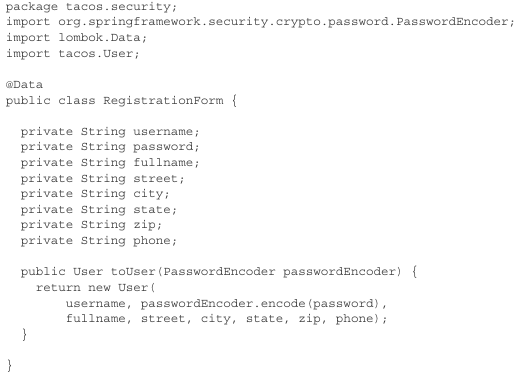 package tacos.security;
import org.springframework.security.crypto.password.PasswordEncoder;
import lombok.Data;
import tacos.User;

@Data
public class RegistrationForm {

  private String username;
  private String password;
  private String fullname;
  private String street;
  private String city;
  private String state;
  private String zip;
  private String phone;

  public User toUser(PasswordEncoder passwordEncoder) {
    return new User(
        username, passwordEncoder.encode(password),
        fullname, street, city, state, zip, phone);
  }

}